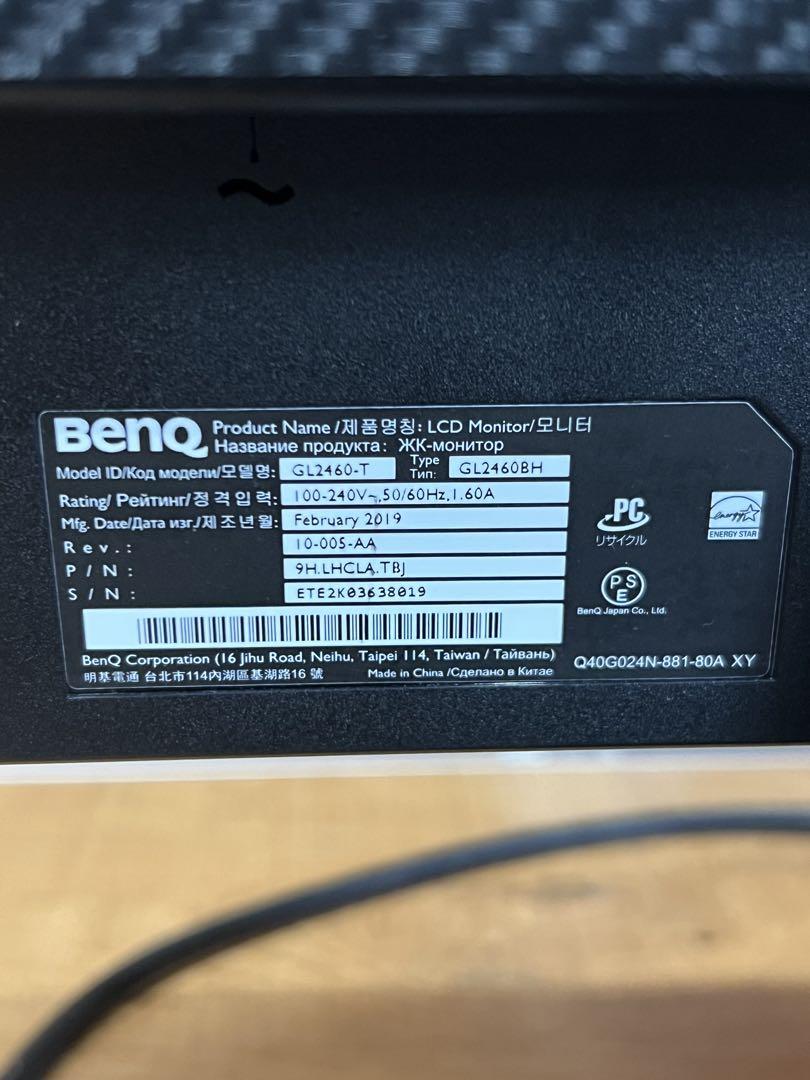 ~
BenQ Product Name /제품명칭: LCD Monitor/모니터
Название продукта: ЖК-монитор
Model ID/Код модели/모델명: GL2460-T Type Тип: GL2460BH
Rating/ Рейтинг/정격입력: 100-240V~,50/60Hz,1.60A
Mfg. Date/Дата изг./제조년월: February 2019
Rev.: 10-005-AA
P/N: 9H.LHCLA.TBJ
S/N: ETE2K03638019
PC
リサイクル
energy
ENERGY STAR
PSE
BenQ Japan Co., Ltd.
BenQ Corporation (16 Jihu Road, Neihu, Taipei 114, Taiwan / Тайвань)
明基電通 台北市114內湖區基湖路16 號 Made in China /Сделано в Китае
Q40G024N-881-80A XY